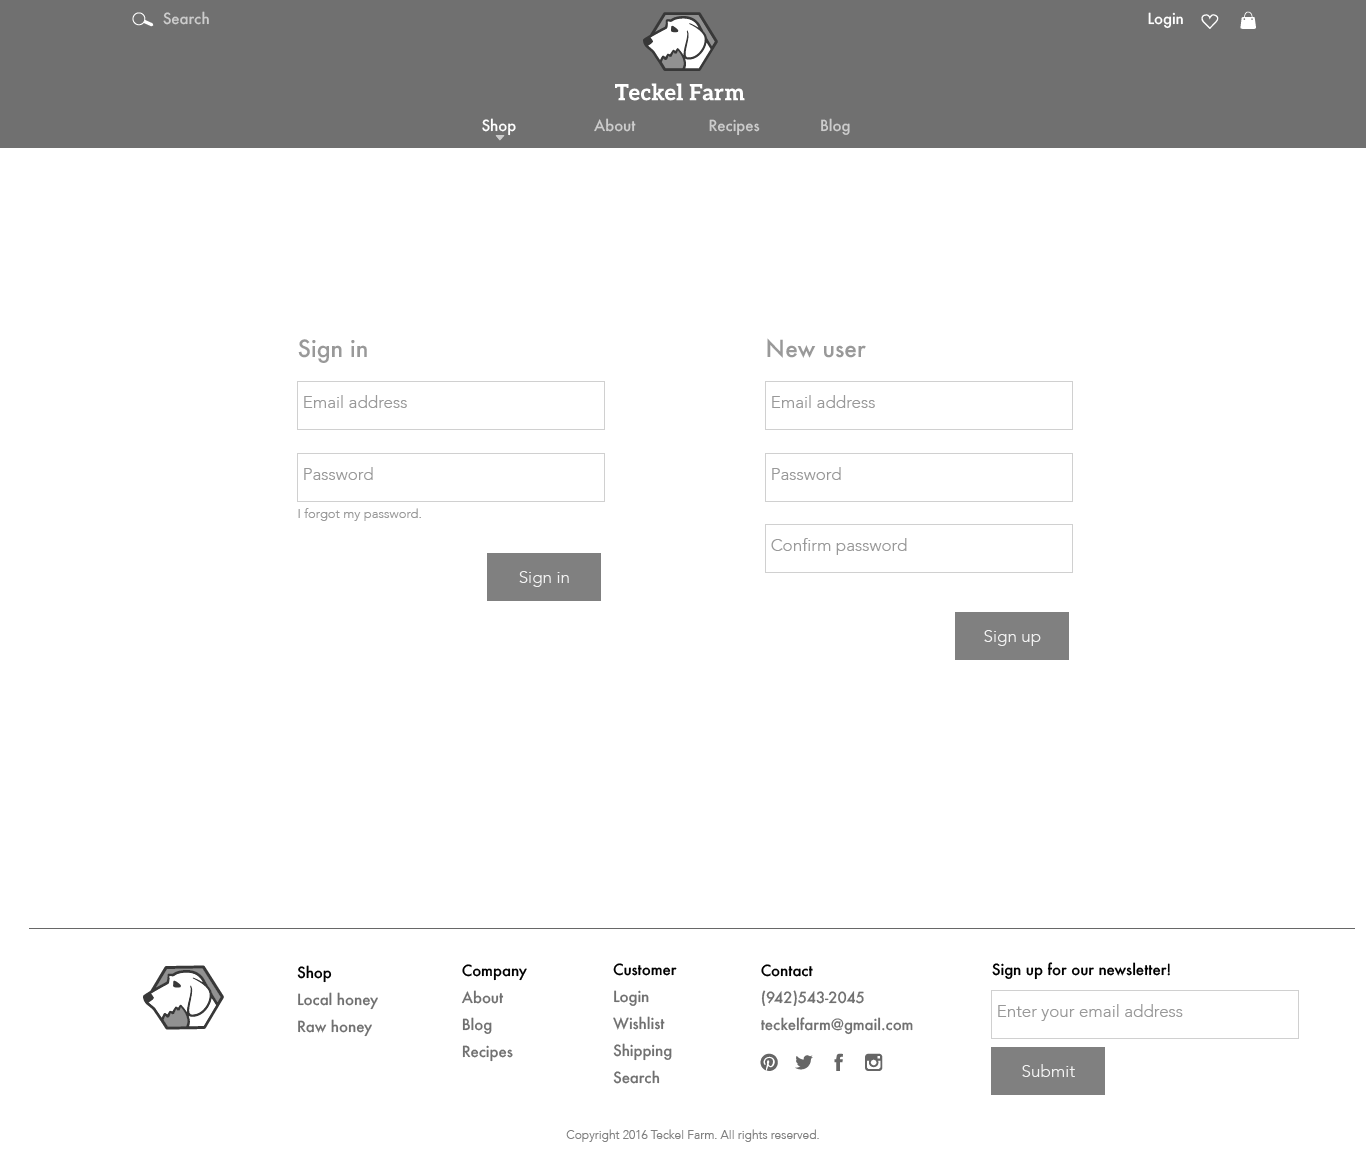 Search
Login
Teckel Farm
Shop About Recipes Blog
Sign in
Email address
Password
I forgot my password.
Sign in
New user
Email address
Password
Confirm password
Sign up
Shop
Local honey
Raw honey
Company
About
Blog
Recipes
Customer
Login
Wishlist
Shipping
Search
Contact
(942)543-2045
teckelfarm@gmail.com
Sign up for our newsletter!
Enter your email address
Submit
Copyright 2016 Teckel Farm. All rights reserved.